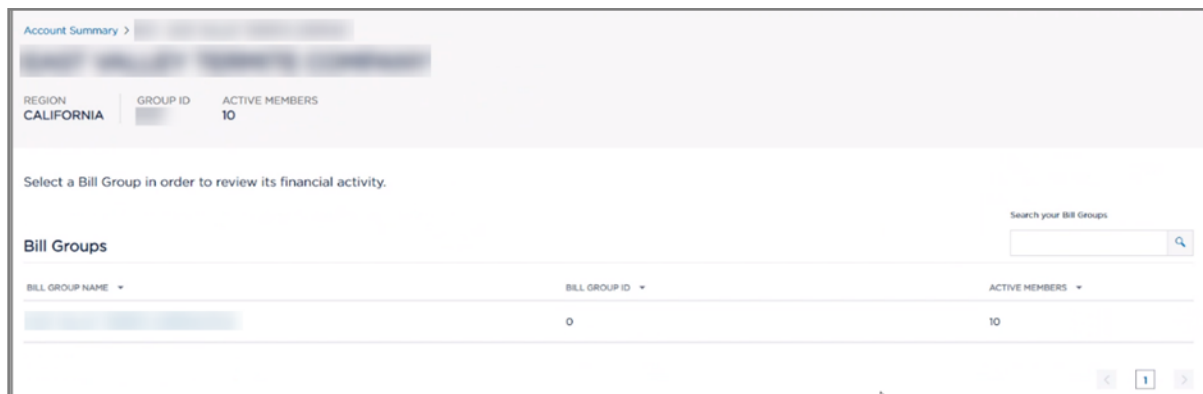 Account Summary >
REGION GROUP ID ACTIVE MEMBERS
CALIFORNIA 10
Select a Bill Group in order to review its financial activity.
Search your Bill Groups
Bill Groups
BILL GROUP NAME BILL GROUP ID ACTIVE MEMBERS
0 10
< 1 >